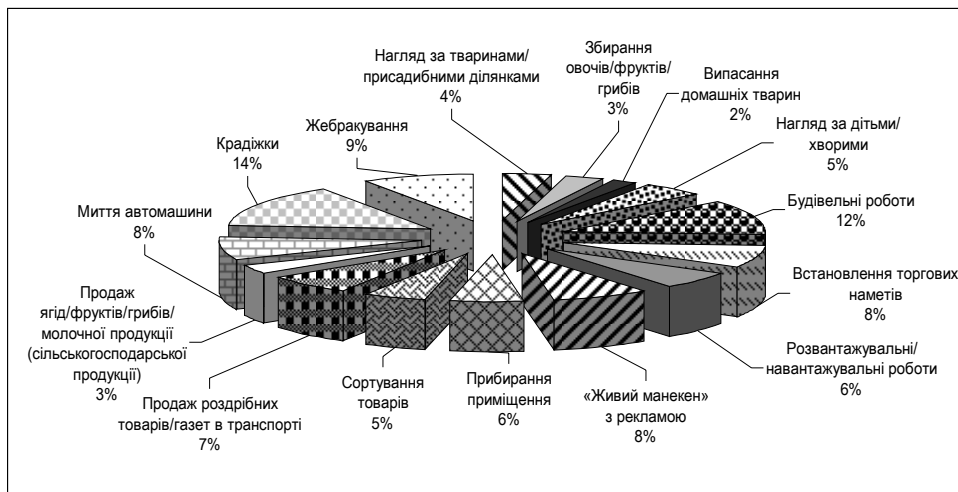 Нагляд за тваринами/
присадибними ділянками
4%
Збирання
овочів/фруктів/
грибів
3%
Випасання
домашніх тварин
2%
Нагляд за дітьми/
хворими
5%
Будівельні роботи
12%
Встановлення торгових
наметів
8%
Розвантажувальні/
навантажувальні роботи
6%
«Живий манекен»
з рекламою
8%
Прибирання
приміщення
6%
Сортування
товарів
5%
Продаж роздрібних
товарів/газет в транспорті
7%
Продаж
ягід/фруктів/грибів/
молочної продукції
(сільськогосподарської
продукції)
3%
Миття автомашини
8%
Крадіжки
14%
Жебракування
9%